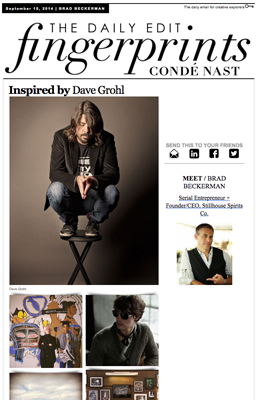 September 15, 2014 | BRAD BECKERMAN
The daily email for creative explorers
THE DAILY EDIT
fingerprints
CONDÉ NAST
Inspired by Dave Grohl
SEND THIS TO YOUR FRIENDS
MEET / BRAD
BECKERMAN
Serial Entrepreneur +
Founder/CEO, Stillhouse Spirits
Co.
Dave Grohl